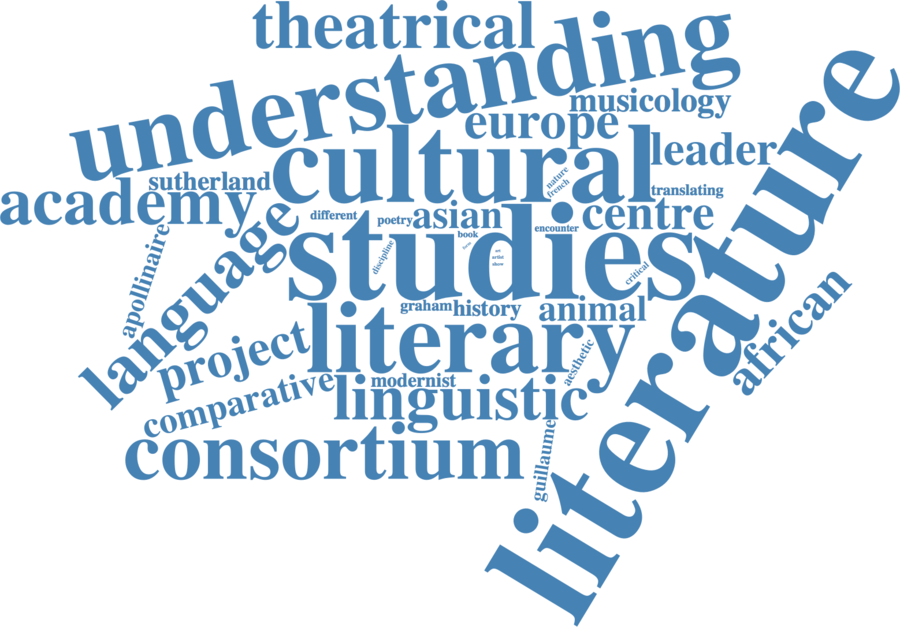 theatrical
understanding
musicology
europe
cultural
leader
nature
french
sutherland
translating
academy
different
poetry
asian
encounter
centre
book
studies
discipline
artist
show
critical
language
apollinaire
literature
graham
history
animal
african
literary
project
aesthetic
modernist
comparative
linguistic
guillaume
consortium